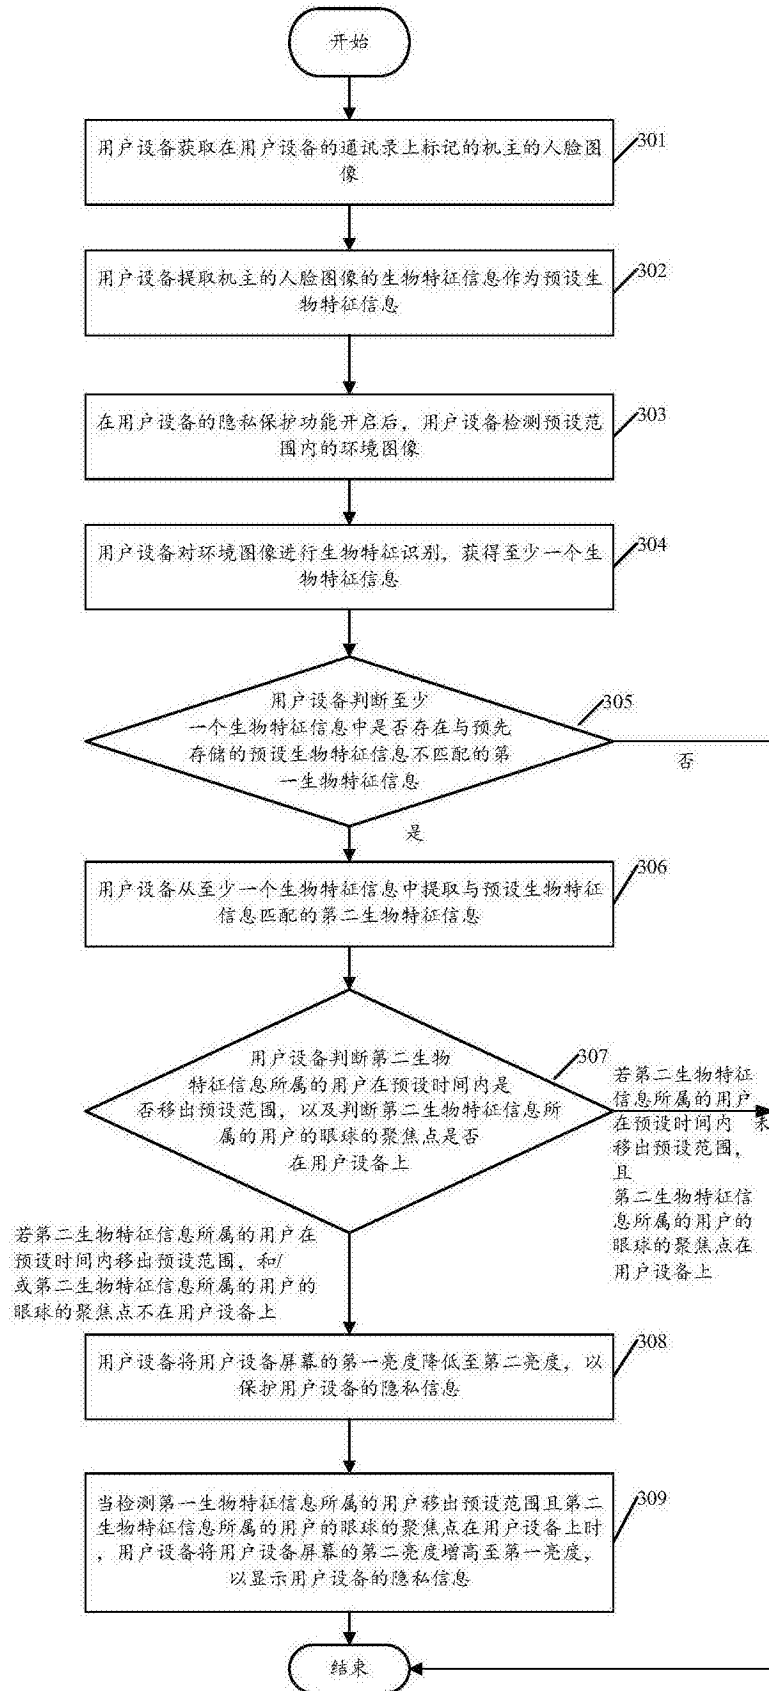 开始
用户设备获取在用户设备的通讯录上标记的机主的人脸图
像
301
用户设备提取机主的人脸图像的生物特征信息作为预设生
物特征信息
302
在用户设备的隐私保护功能开启后，用户设备检测预设范
围内的环境图像
303
用户设备对环境图像进行生物特征识别，获得至少一个生
物特征信息
304
用户设备判断至少
一个生物特征信息中是否存在与预先
存储的预设生物特征信息不匹配的第
一生物特征信息
305
否
是
用户设备从至少一个生物特征信息中提取与预设生物特征
信息匹配的第二生物特征信息
306
用户设备判断第二生物
特征信息所属的用户在预设时间内是
否移出预设范围，以及判断第二生物特征信息所
属的用户的眼球的聚焦点是否
在用户设备上
307
若第二生物特征
信息所属的用户
在预设时间内 未
移出预设范围，
且
第二生物特征信
息所属的用户的
眼球的聚焦点在
用户设备上
若第二生物特征信息所属的用户在
预设时间内移出预设范围，和/
或第二生物特征信息所属的用户的
眼球的聚焦点不在用户设备上
用户设备将用户设备屏幕的第一亮度降低至第二亮度，以
保护用户设备的隐私信息
308
当检测第一生物特征信息所属的用户移出预设范围且第二
生物特征信息所属的用户的眼球的聚焦点在用户设备上时
，用户设备将用户设备屏幕的第二亮度增高至第一亮度，
以显示用户设备的隐私信息
309
结束